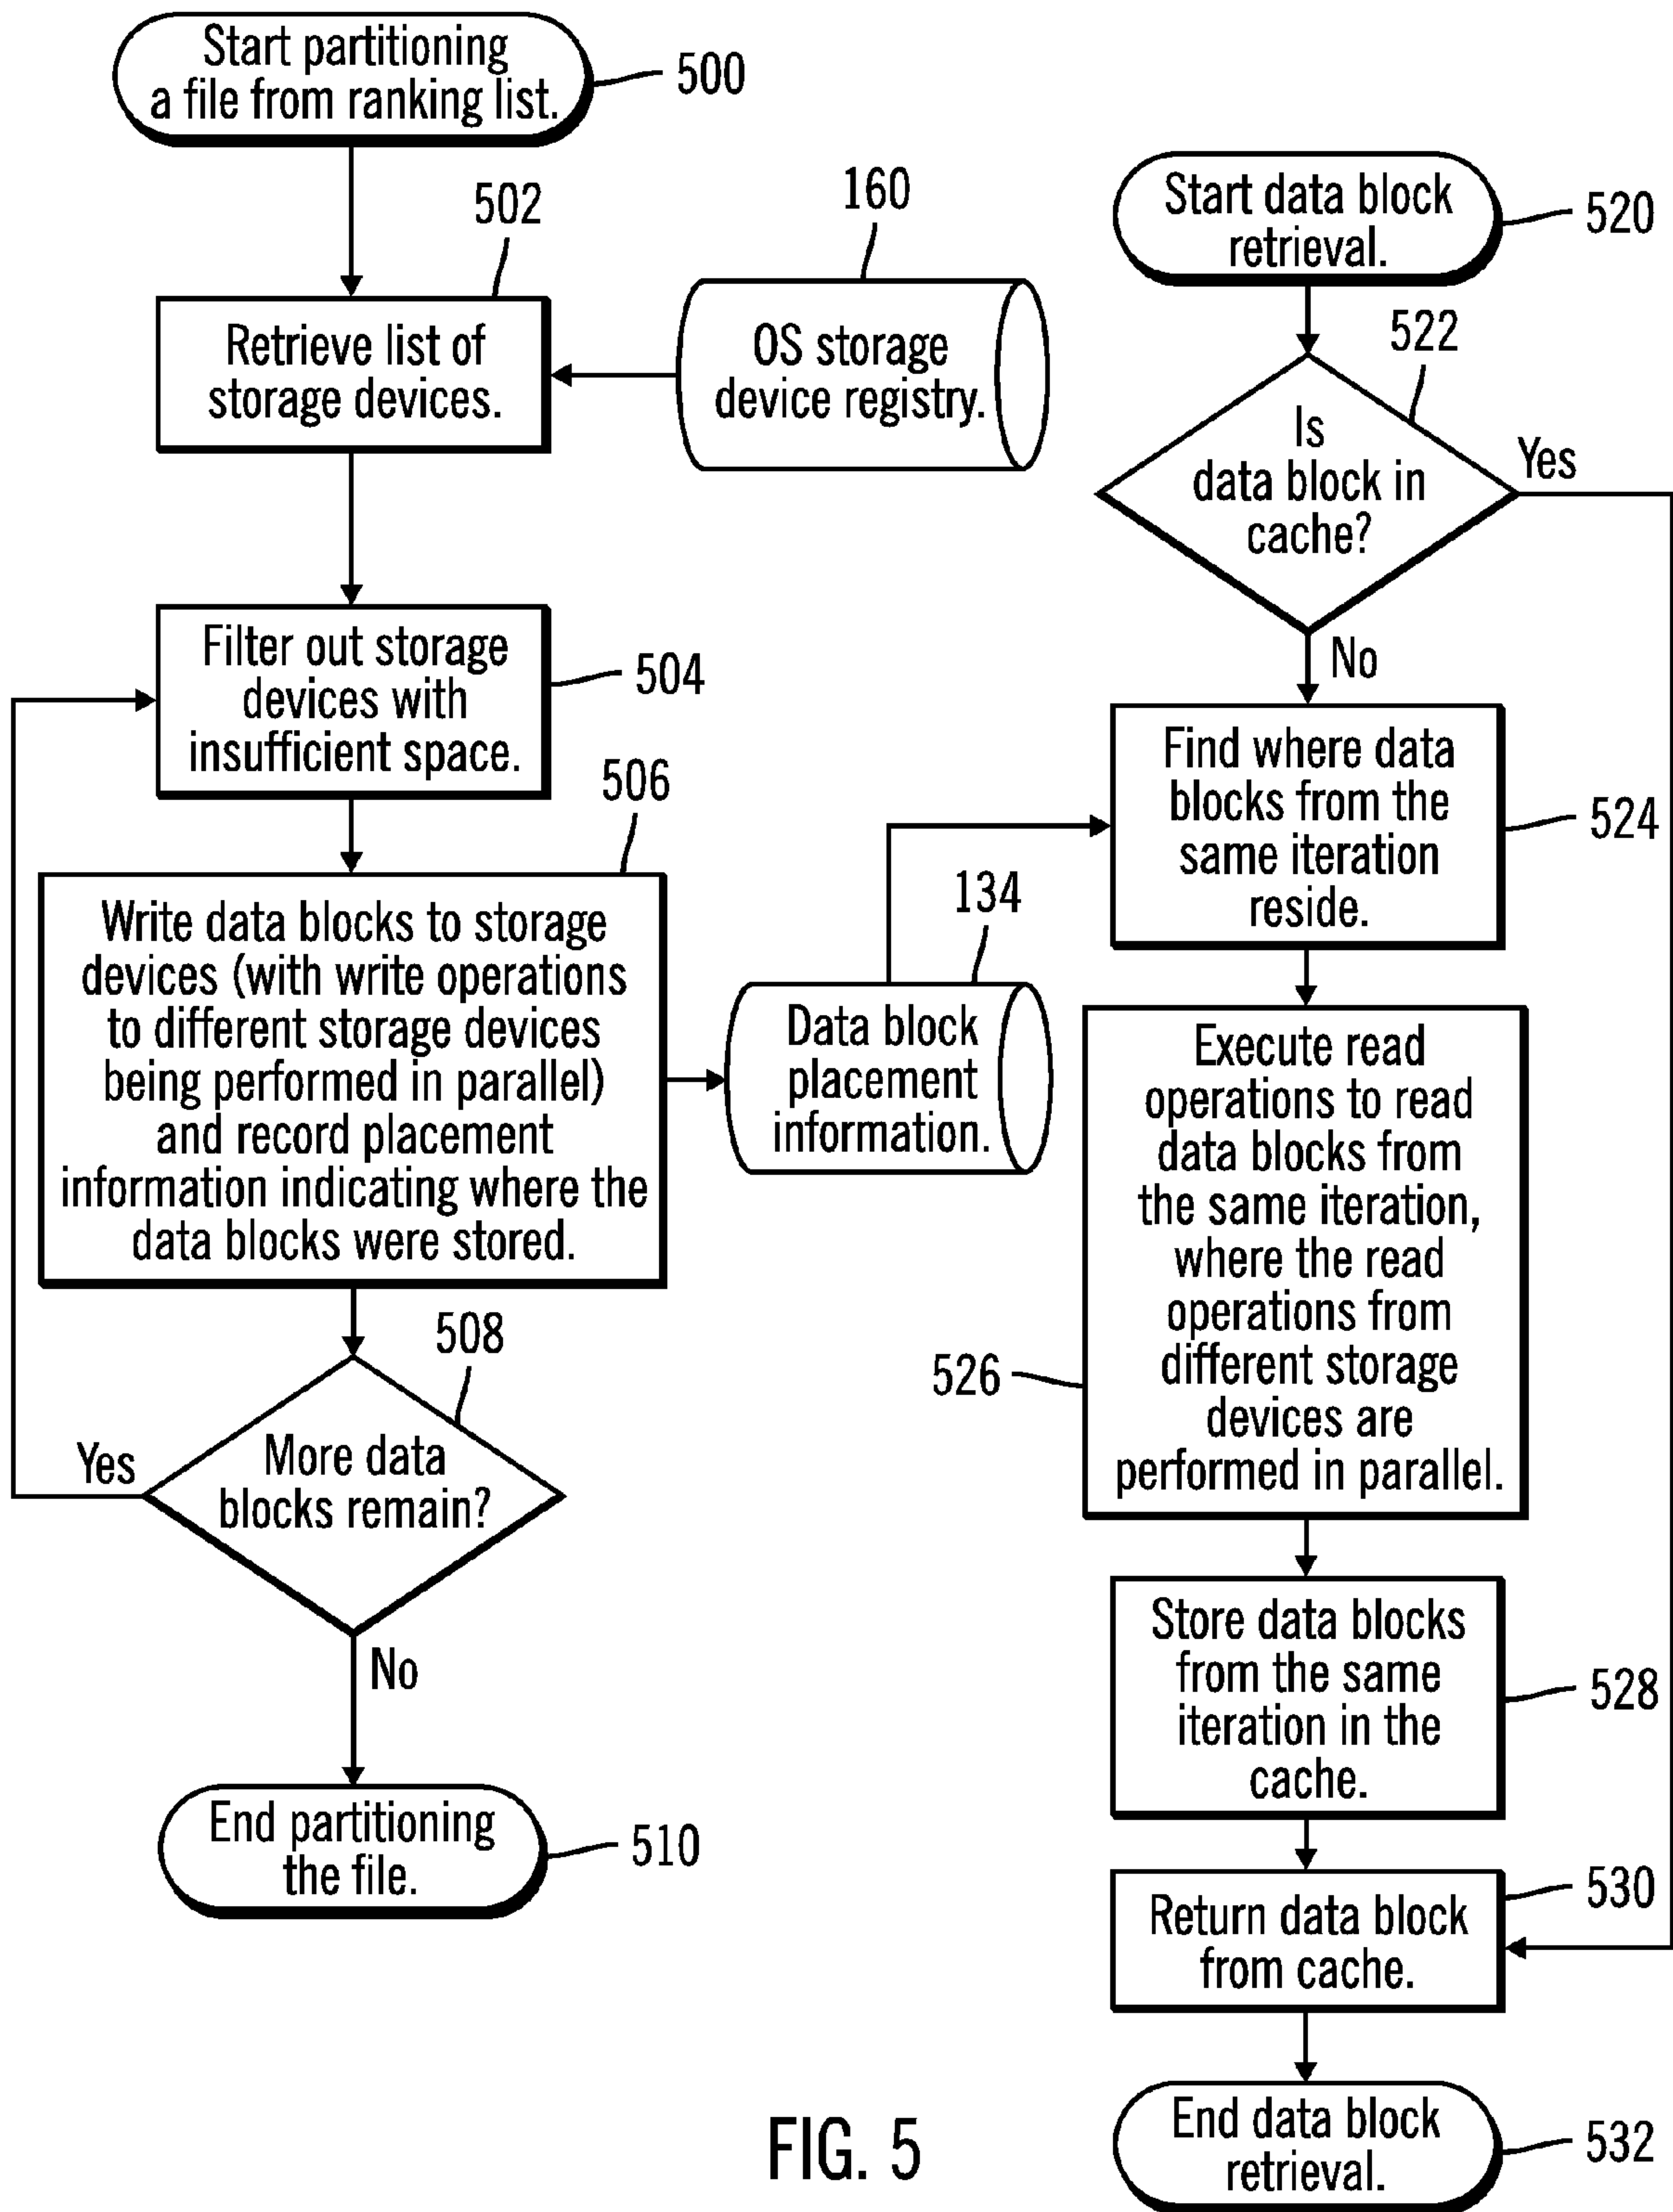 Start partitioning
a file from ranking list.
500
502
Retrieve list of
storage devices.
160
OS storage
device registry.
Filter out storage
devices with
insufficient space.
504
506
Write data blocks to storage
devices (with write operations
to different storage devices
being performed in parallel)
and record placement
information indicating where the
data blocks were stored.
134
Data block
placement
information.
508
More data
blocks remain?
Yes
No
End partitioning
the file.
510
Start data block
retrieval.
520
522
Is
data block in
cache?
Yes
No
Find where data
blocks from the
same iteration
reside.
524
Execute read
operations to read
data blocks from
the same iteration,
where the read
operations from
different storage
devices are
performed in parallel.
526
Store data blocks
from the same
iteration in the
cache.
528
Return data block
from cache.
530
End data block
retrieval.
532
FIG. 5